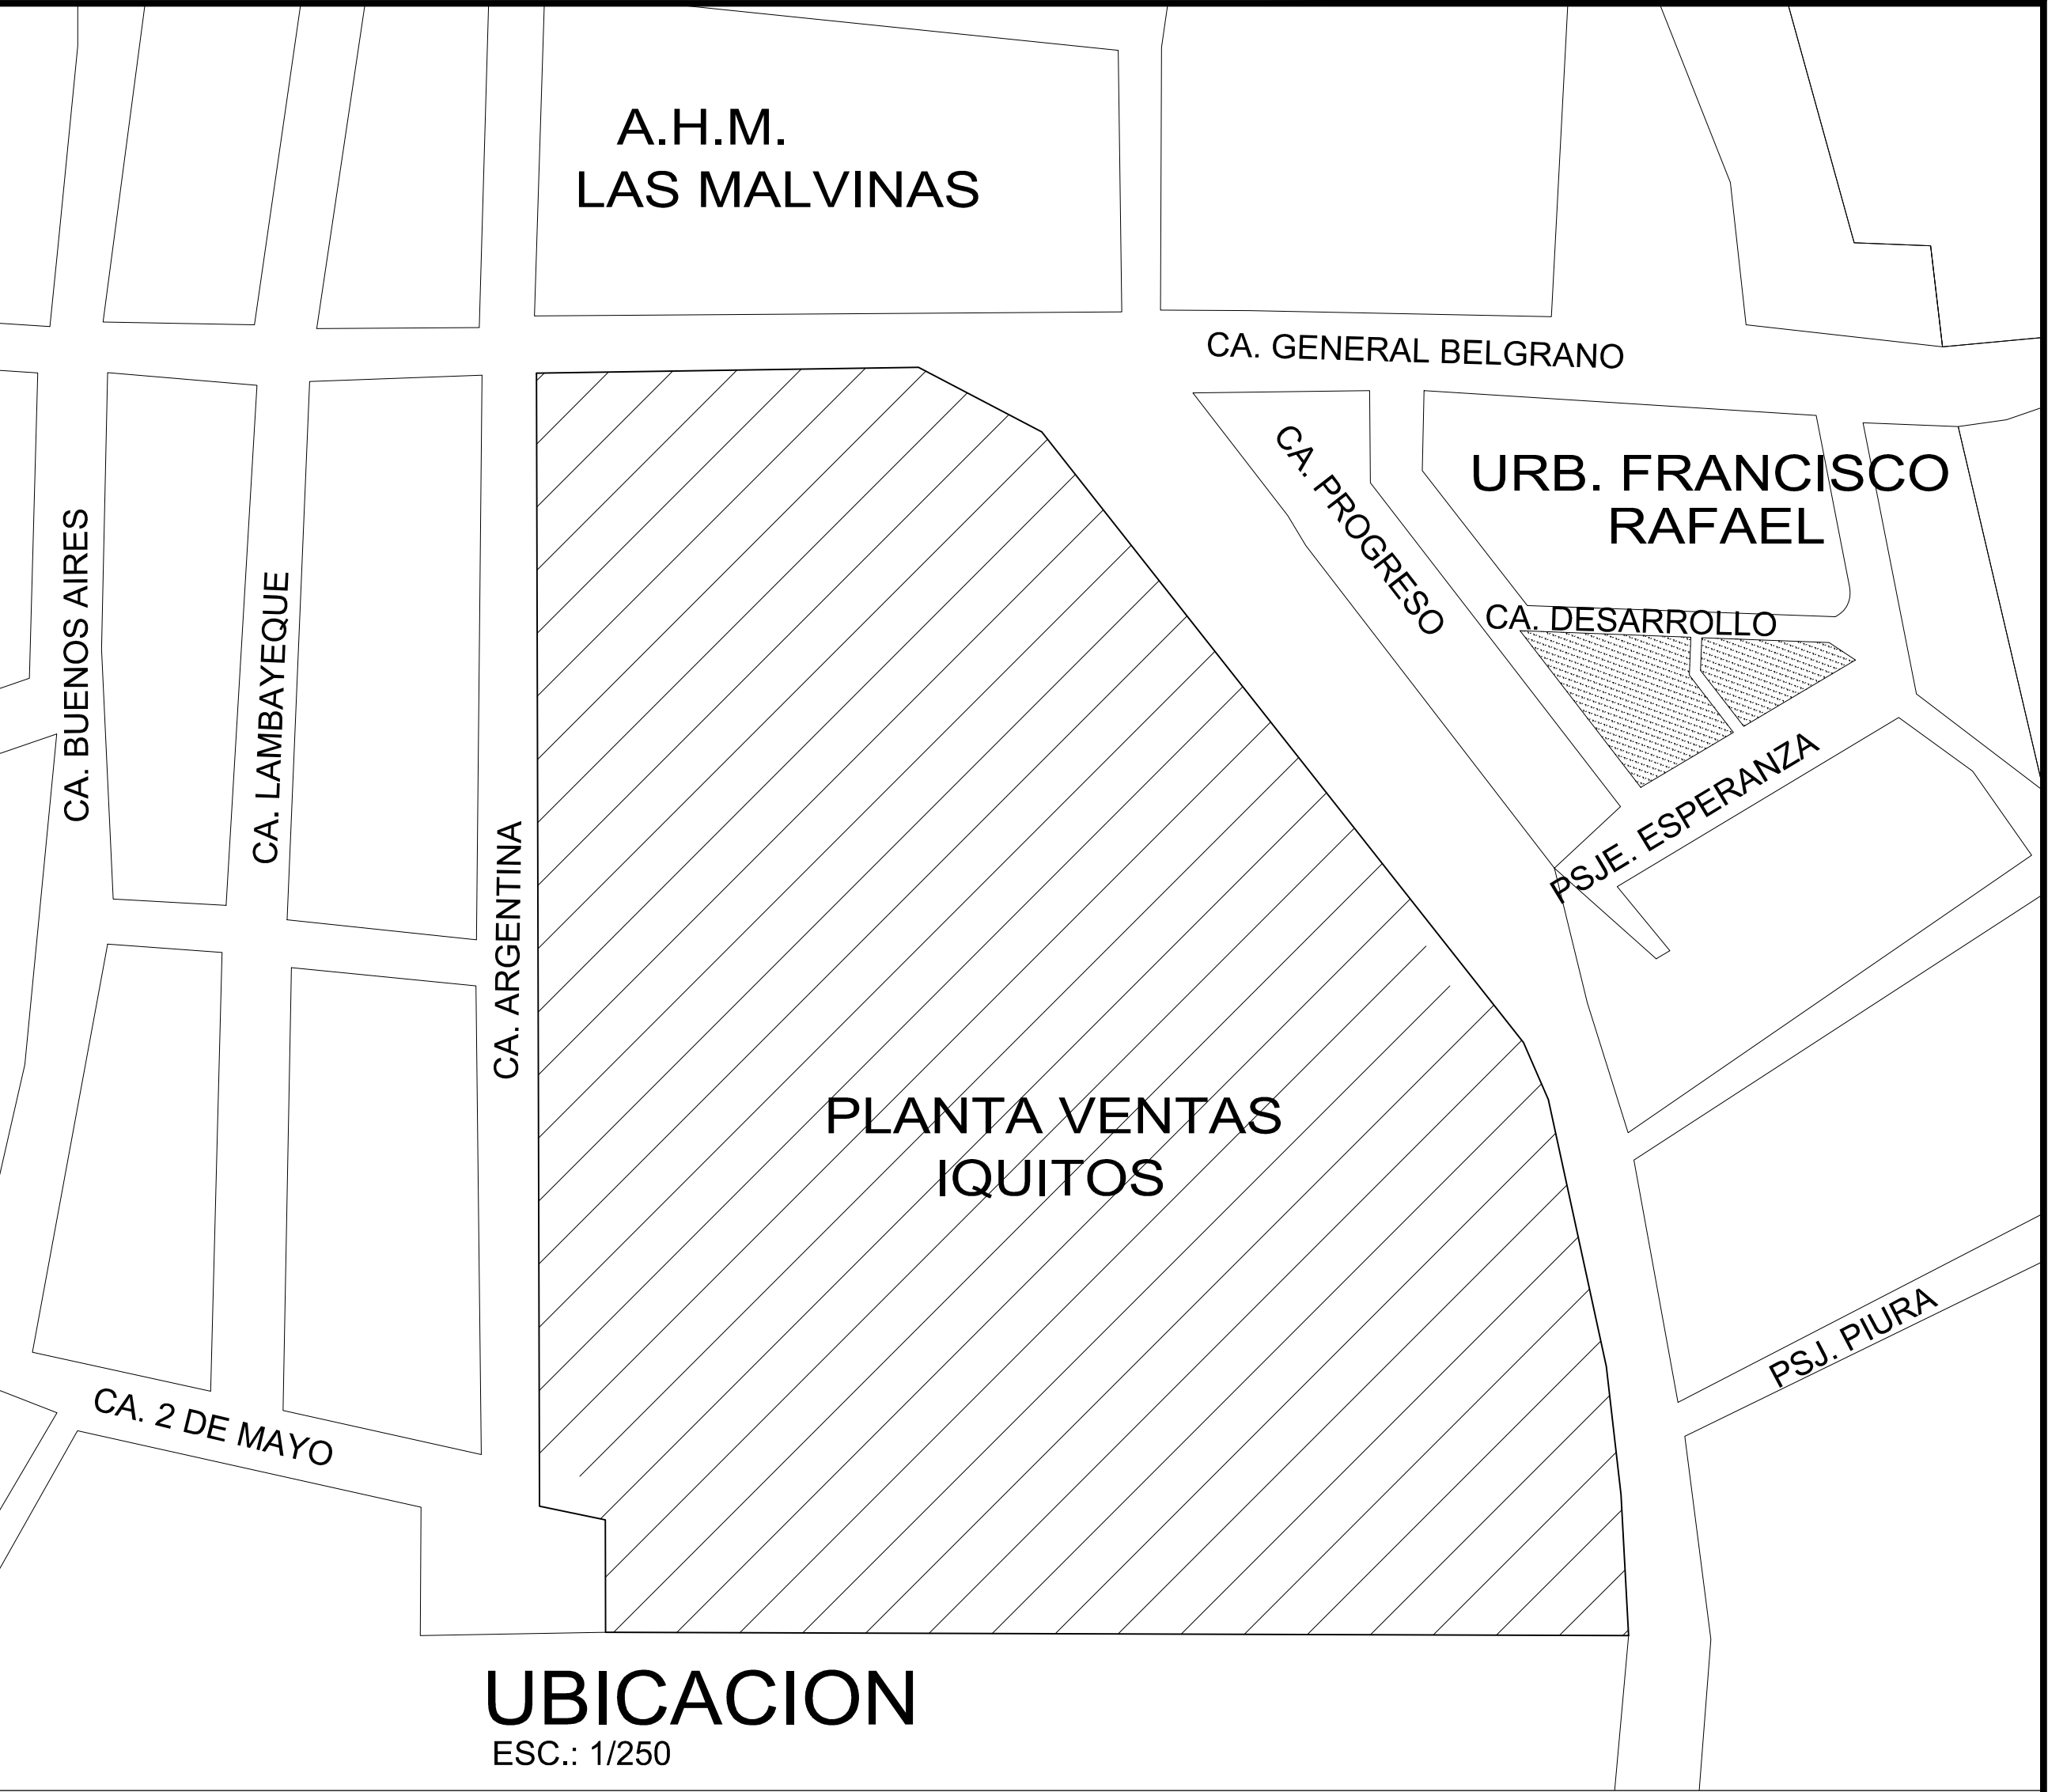 A.H.M.
LAS MALVINAS
CA. GENERAL BELGRANO
CA. PROGRESO
URB. FRANCISCO
RAFAEL
CA. DESARROLLO
PSJE. ESPERANZA
CA. BUENOS AIRES
CA. LAMBAYEQUE
CA. ARGENTINA
PLANTA VENTAS
IQUITOS
PSJ. PIURA
CA. 2 DE MAYO
UBICACION
ESC.: 1/250